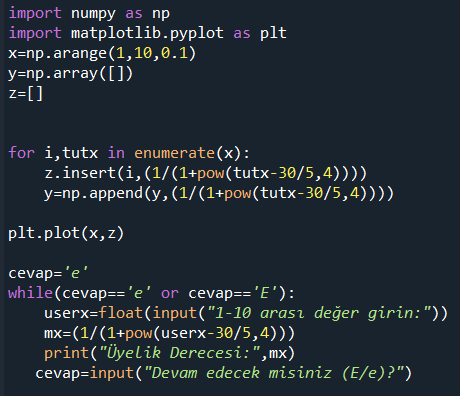 import numpy as np
import matplotlib.pyplot as plt
x=np.arange(1,10,0.1)
y=np.array([])
z=[]
for i,tutx in enumerate(x):
    z.insert(i,(1/(1+pow(tutx-30/5,4))))
    y=np.append(y,(1/(1+pow(tutx-30/5,4))))
plt.plot(x,z)
cevap='e'
while(cevap=='e' or cevap=='E'):
    userx=float(input("1-10 arası değer girin:"))
    mx=(1/(1+pow(userx-30/5,4)))
    print("Üyelik Derecesi:",mx)
   cevap=input("Devam edecek misiniz (E/e)?")